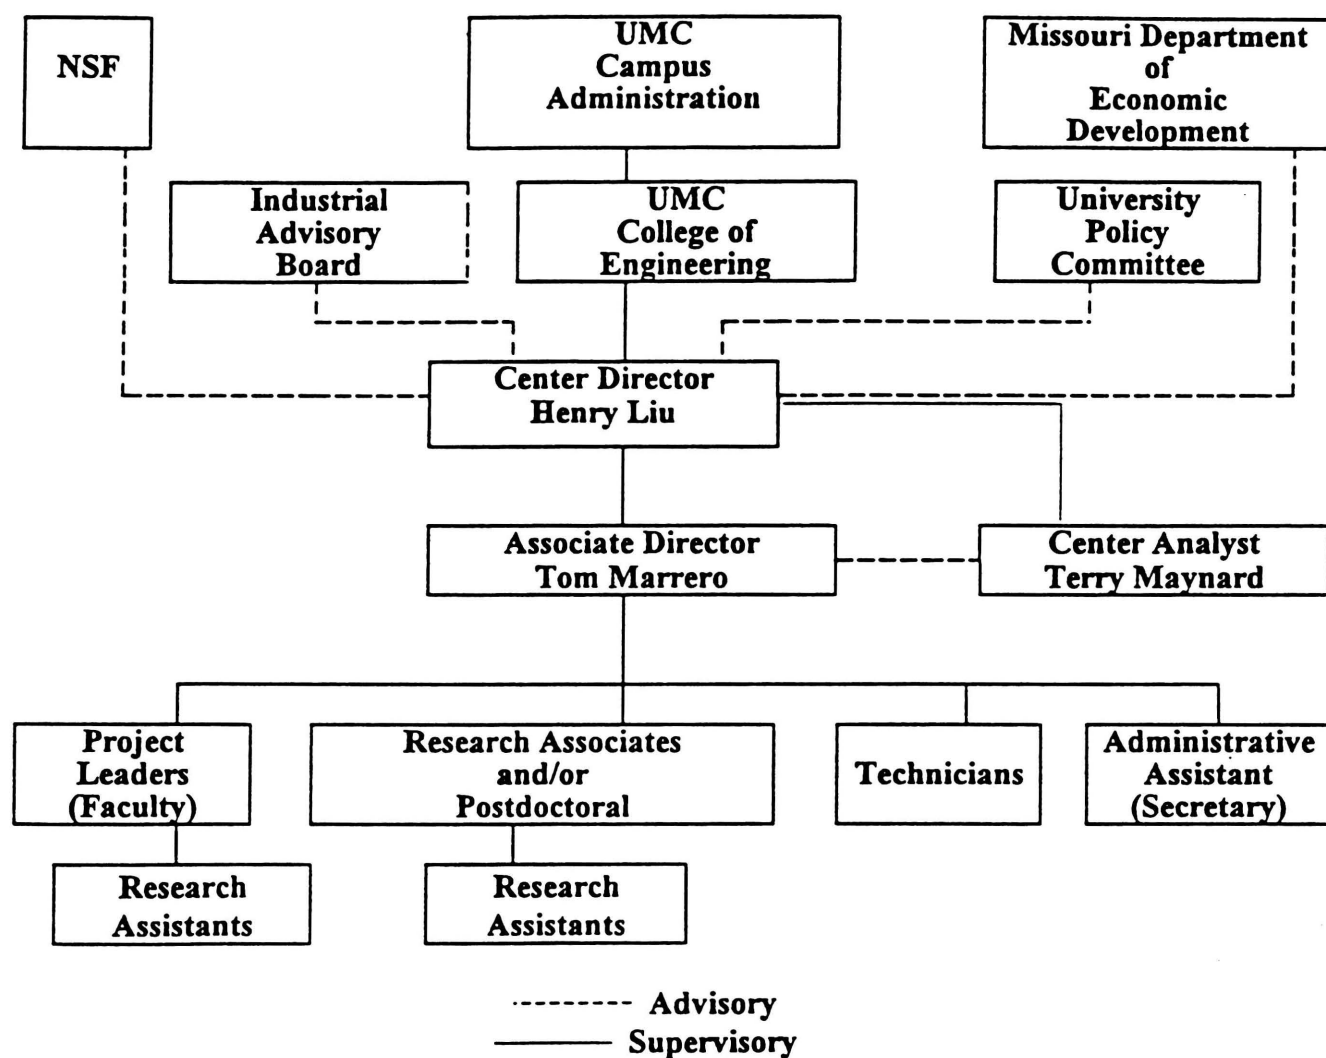 NSF
UMC
Campus
Administration
Missouri Department
of
Economic
Development
Industrial
Advisory
Board
UMC
College of
Engineering
University
Policy
Committee
Center Director
Henry Liu
Associate Director
Tom Marrero
Center Analyst
Terry Maynard
Project
Leaders
(Faculty)
Research Associates
and/or
Postdoctoral
Technicians
Administrative
Assistant
(Secretary)
Research
Assistants
Research
Assistants
Advisory
Supervisory